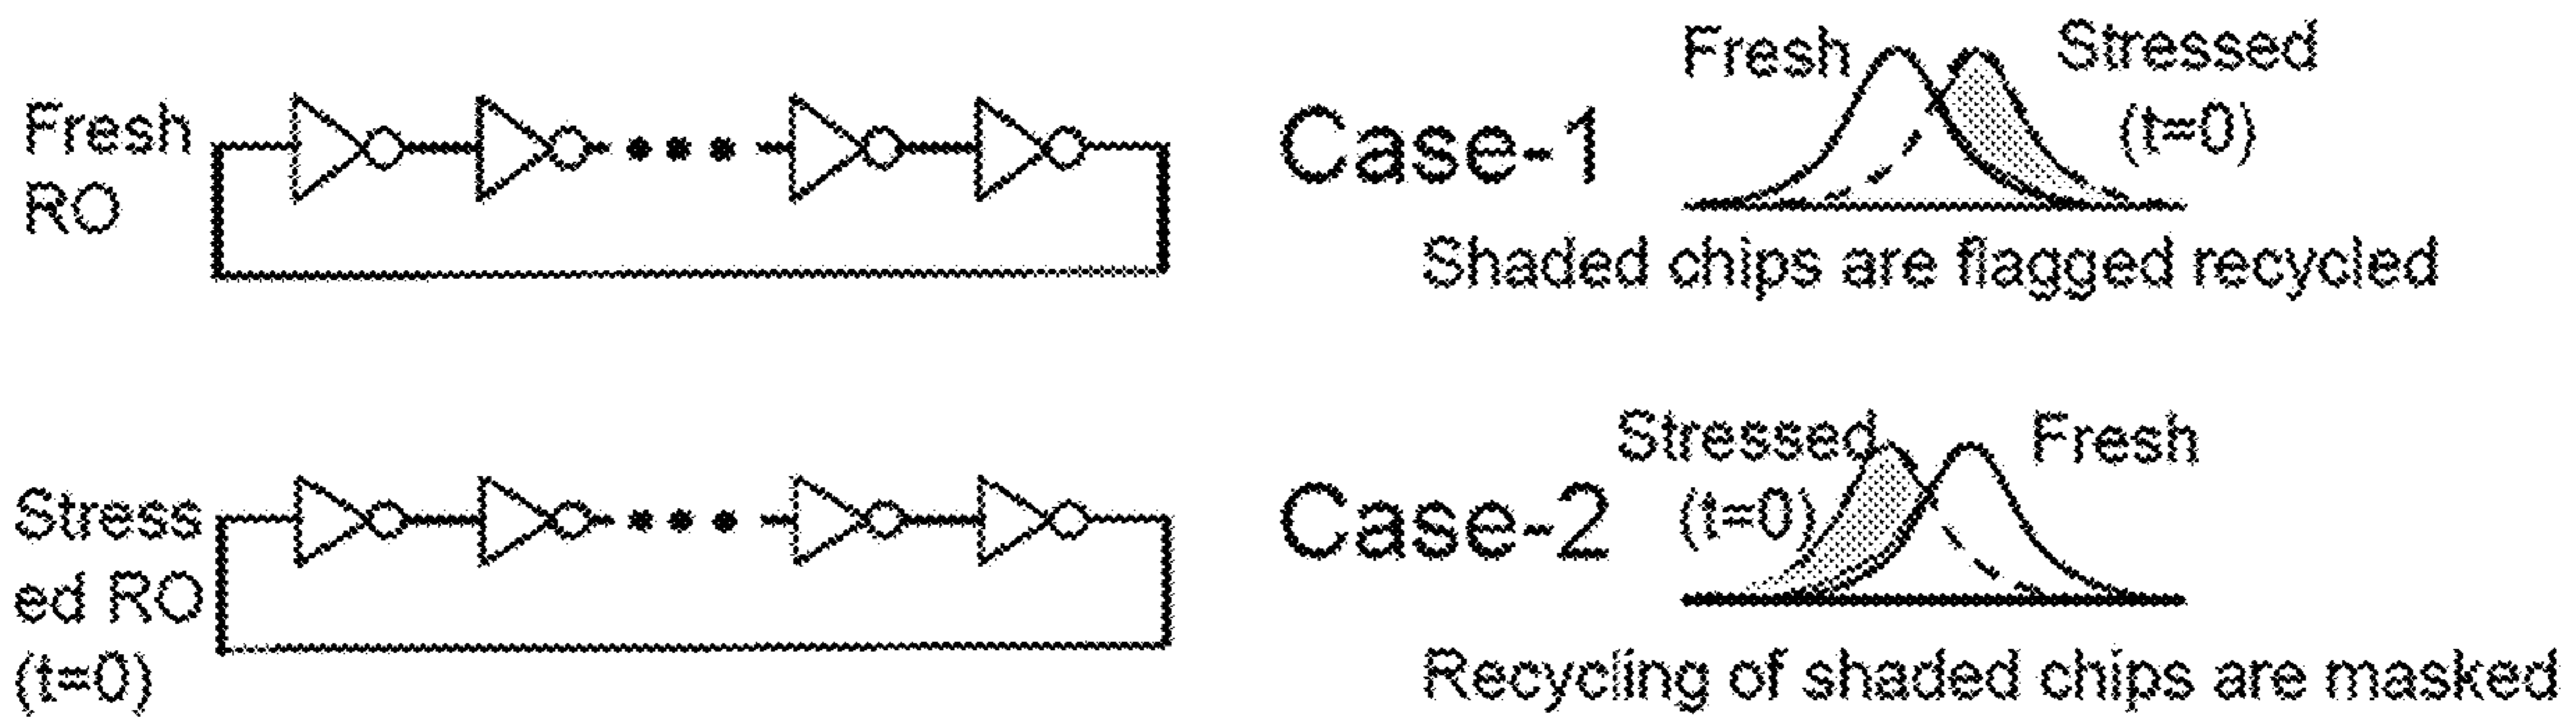 Fresh
RO
Case-1
Fresh
Stressed
(t=0)
Shaded chips are flagged recycled
Stress
ed RO
(t=0)
Case-2
Stressed
(t=0)
Fresh
Recycling of shaded chips are masked